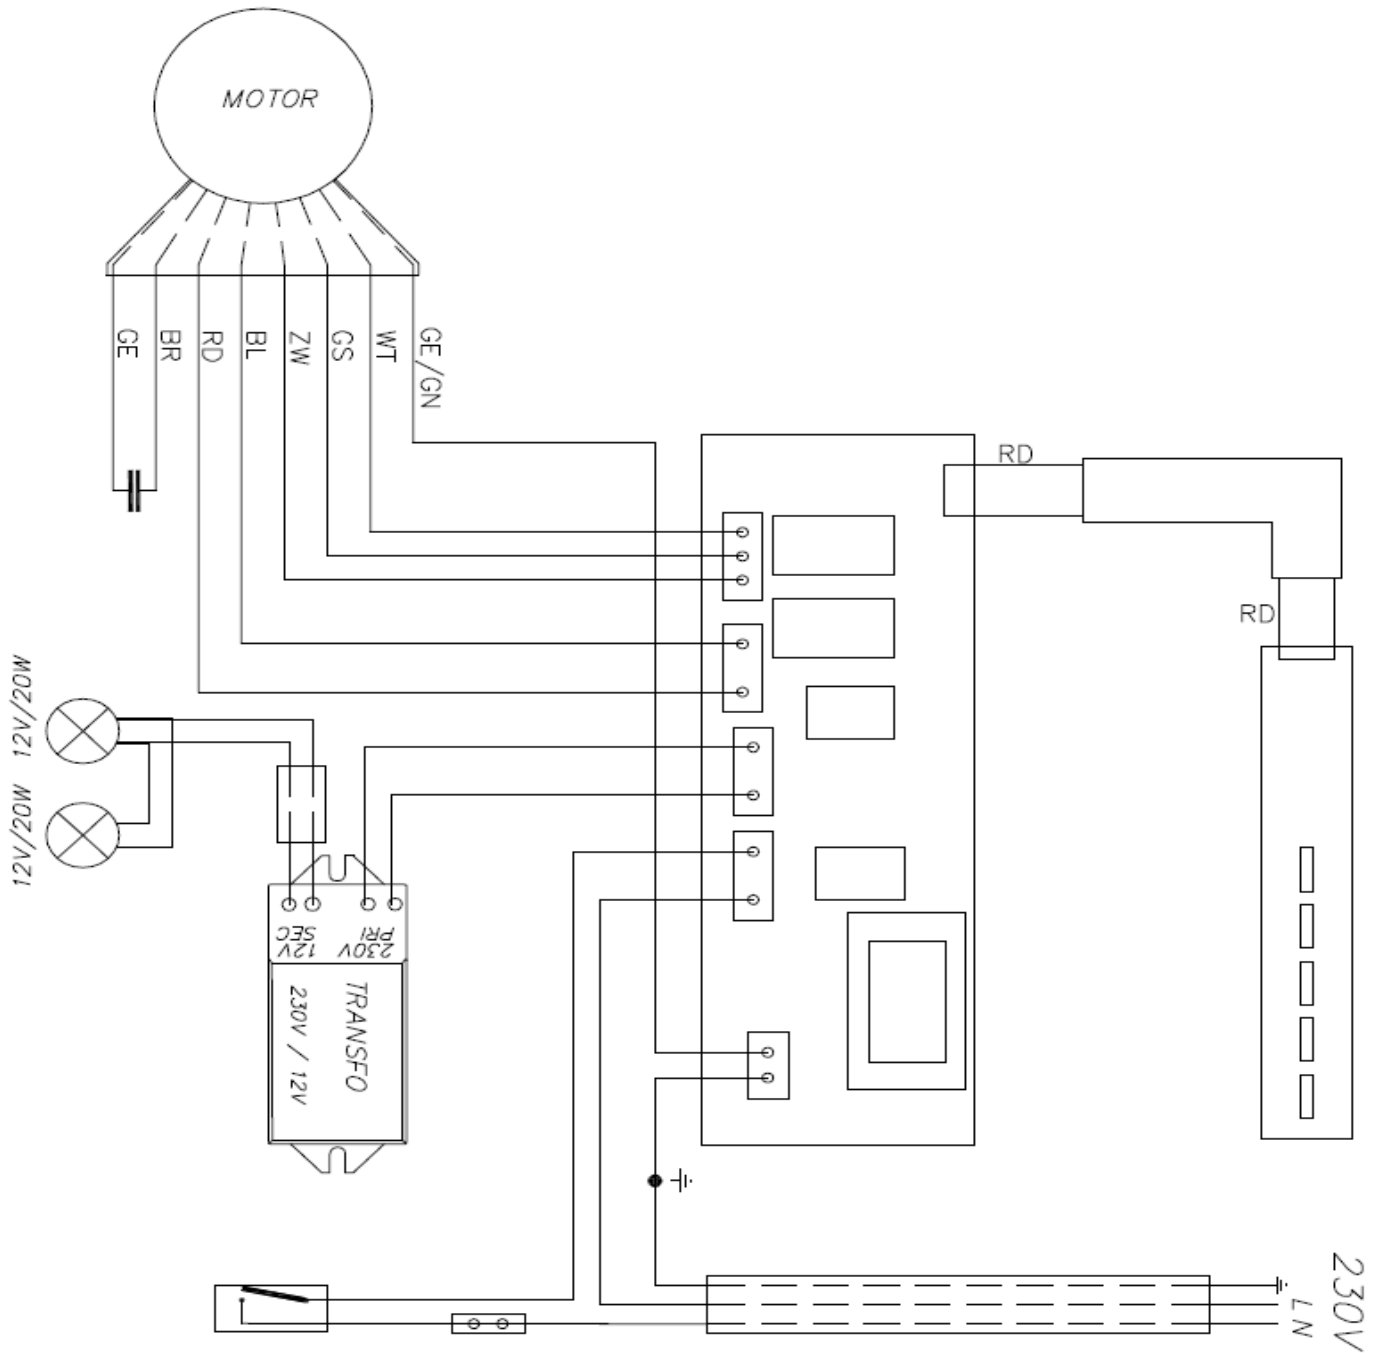 MOTOR
GE
BR
RD
BL
ZW
GS
WT
GE/GN
RD
RD
12V/20W
12V/20W
SEC
12V
PRI
230V
TRANSFO
230V / 12V
230V
L
N